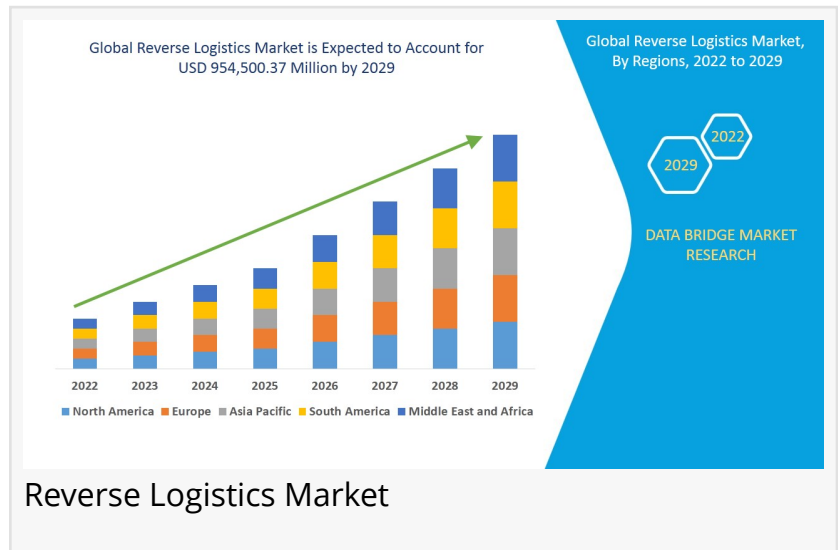 Global Reverse Logistics Market is Expected to Account for
USD 954,500.37 Million by 2029
2022 2023 2024 2025 2026 2027 2028 2029
North America Europe Asia Pacific South America Middle East and Africa
Global Reverse Logistics Market,
By Regions, 2022 to 2029
2022
2029
DATA BRIDGE MARKET
RESEARCH
Reverse Logistics Market